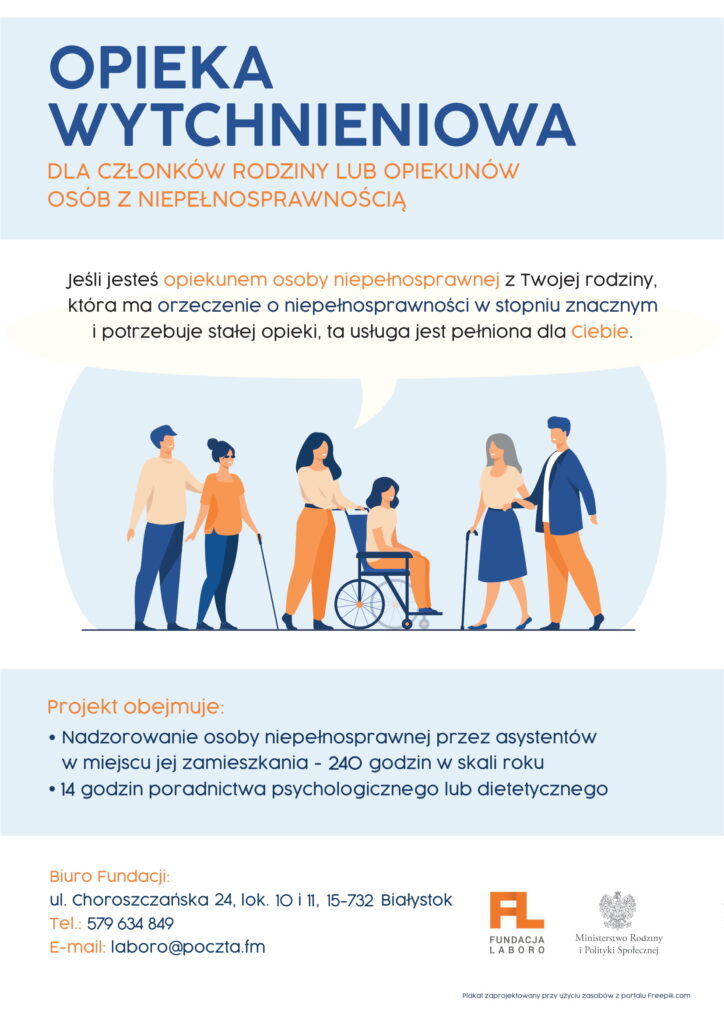 OPIEKA
WYTCHNIENIOWA
DLA CZŁONKÓW RODZINY LUB OPIEKUNÓW
OSÓB Z NIEPEŁNOSPRAWNOŚCIĄ
Jeśli jesteś opiekunem osoby niepełnosprawnej z Twojej rodziny,
która ma orzeczenie o niepełnosprawności w stopniu znacznym
i potrzebuje stałej opieki, ta usługa jest pełniona dla Ciebie.
Projekt obejmuje:
• Nadzorowanie osoby niepełnosprawnej przez asystentów
w miejscu jej zamieszkania - 240 godzin w skali roku
• 14 godzin poradnictwa psychologicznego lub dietetycznego
Biuro Fundacji:
ul. Choroszczańska 24, lok. 10 i 11, 15-732 Białystok
Tel.: 579 634 849
E-mail: laboro@poczta.fm
FL
FUNDACJA
LABORO
Ministerstwo Rodziny
i Polityki Społecznej
Plakat zaprojektowany przy użyciu zasobów z portalu Freepik.com